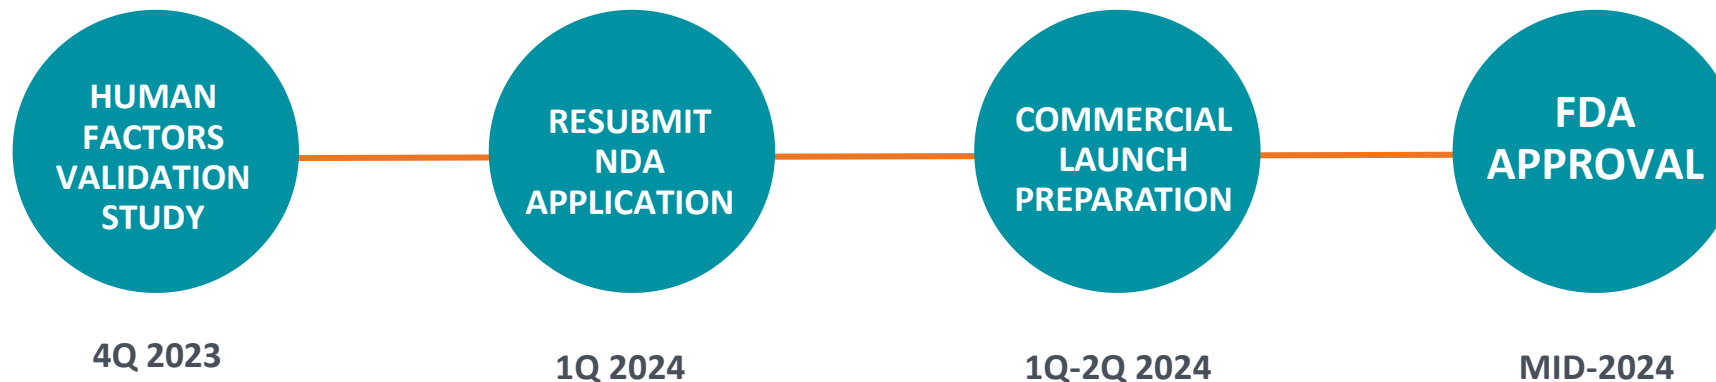 HUMAN
FACTORS
VALIDATION
STUDY
4Q 2023
RESUBMIT
NDA
APPLICATION
1Q 2024
COMMERCIAL
LAUNCH
PREPARATION
1Q-2Q 2024
FDA
APPROVAL
MID-2024